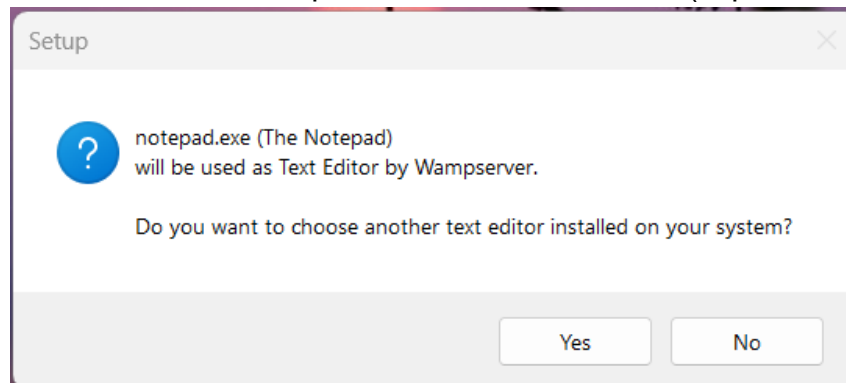 Setup
notepad.exe (The Notepad)
will be used as Text Editor by Wampserver.
Do you want to choose another text editor installed on your system?
Yes
No